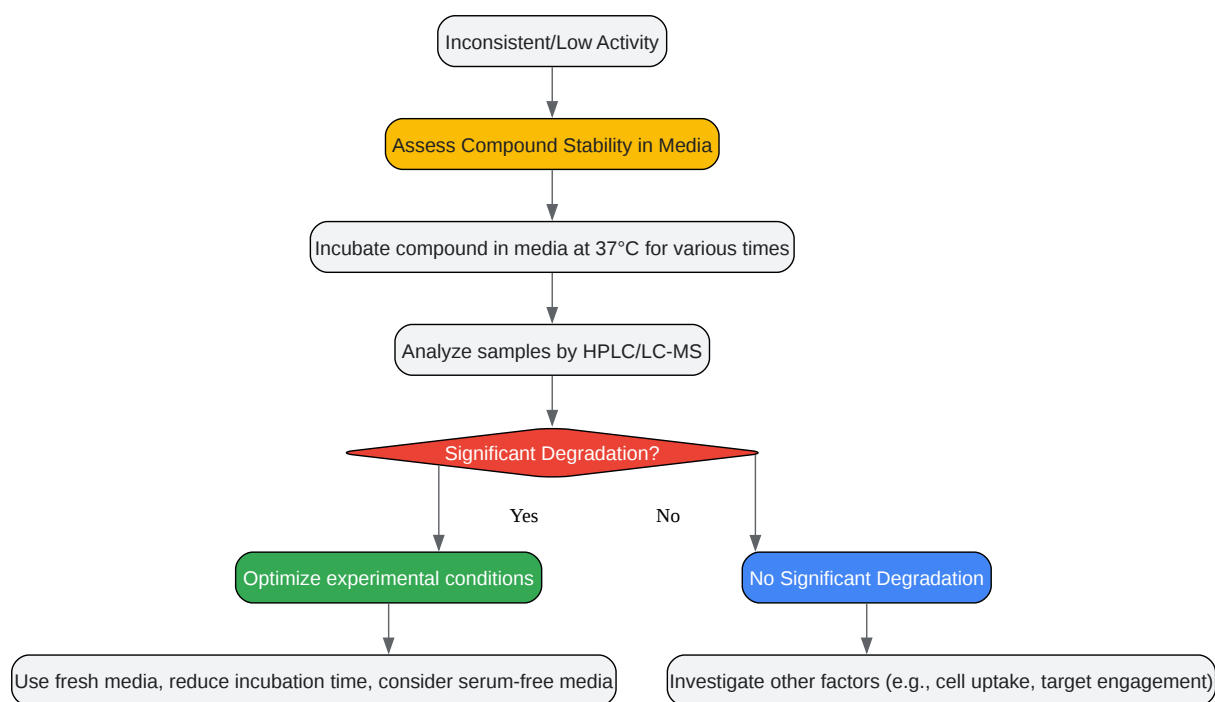 Inconsistent/Low Activity
Assess Compound Stability in Media
Incubate compound in media at 37°C for various times
Analyze samples by HPLC/LC-MS
Significant Degradation?
Yes
No
Optimize experimental conditions
No Significant Degradation
Use fresh media, reduce incubation time, consider serum-free media
Investigate other factors (e.g., cell uptake, target engagement)